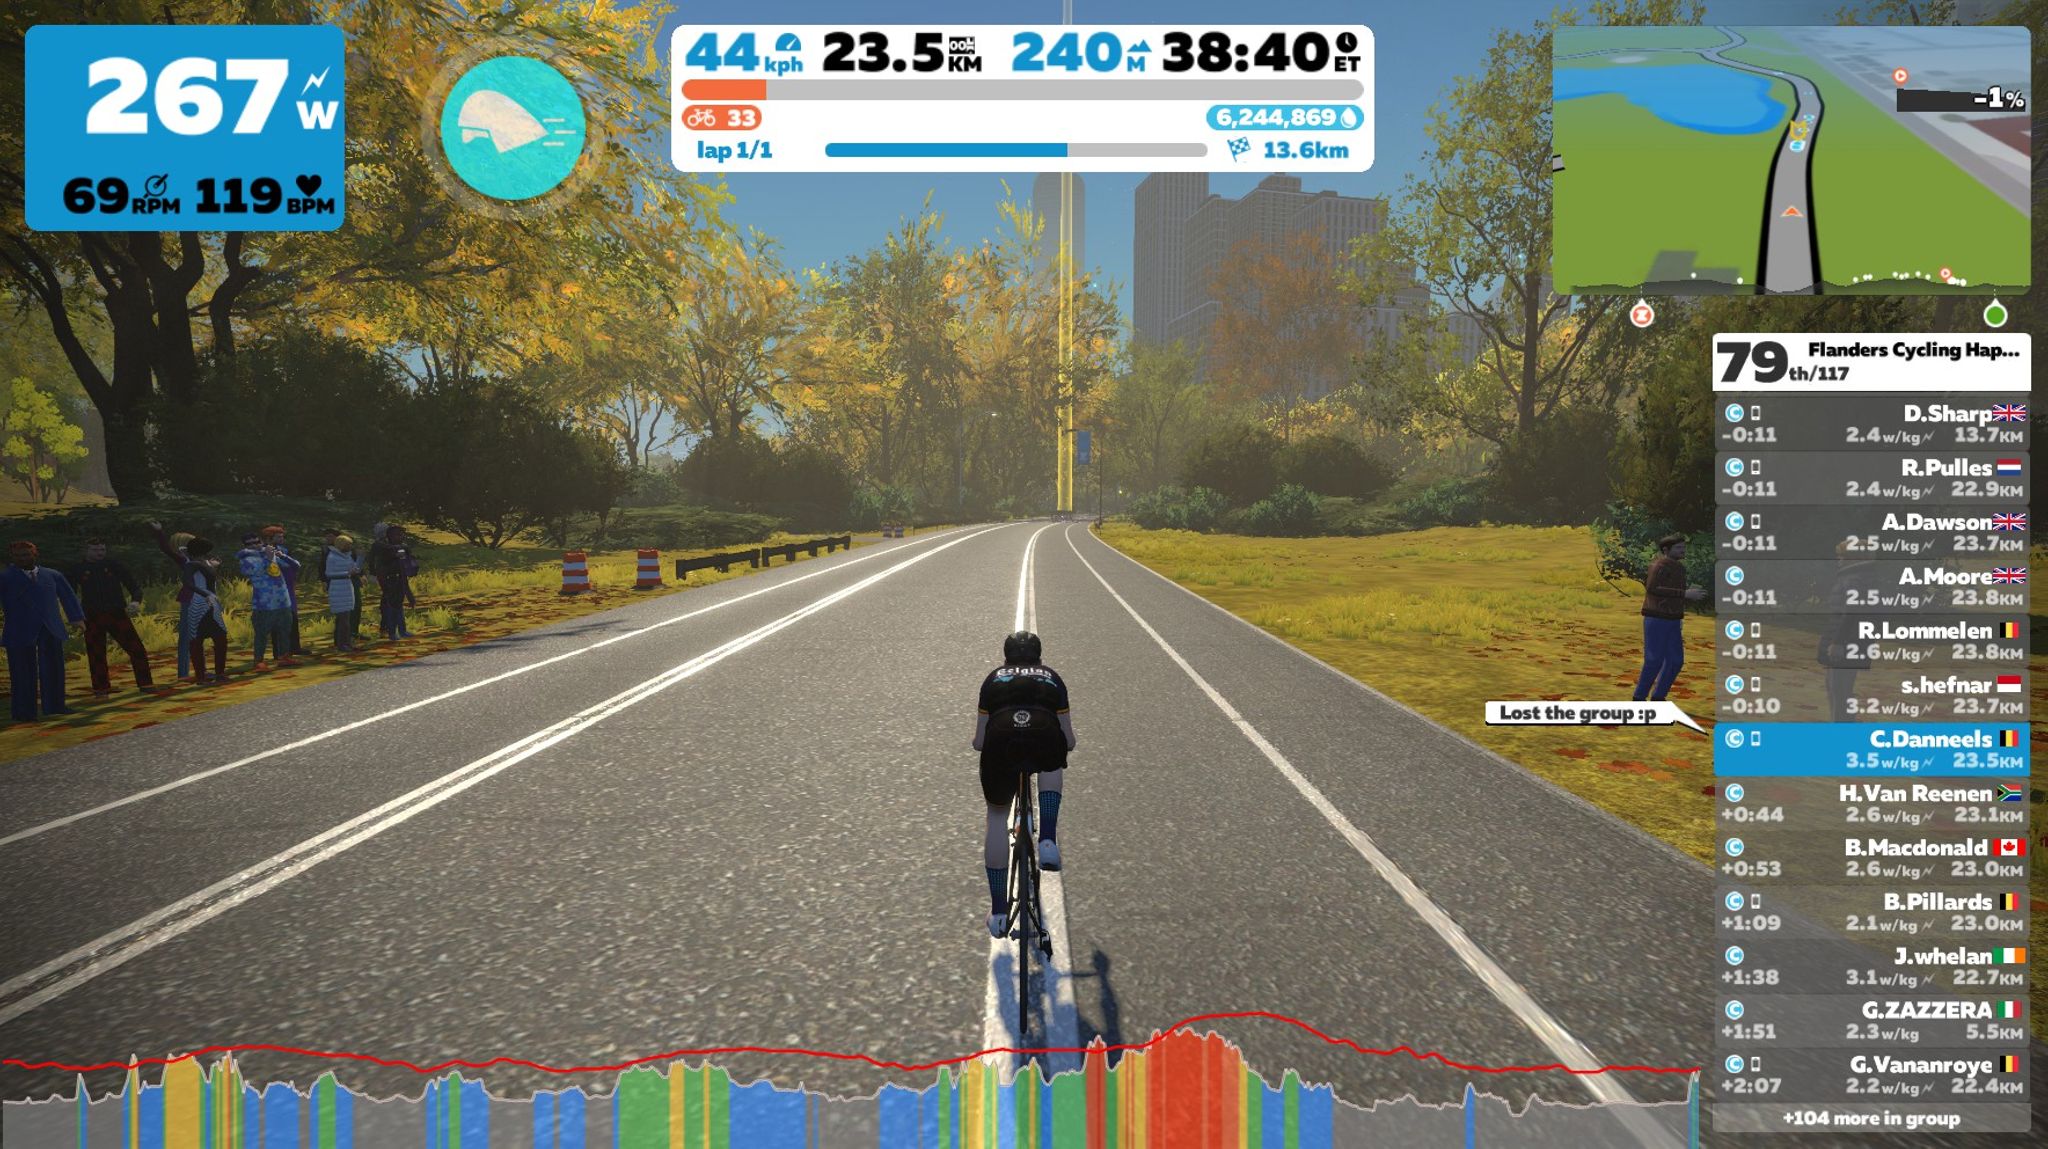 267 W
69 RPM 119 BPM
44 kph 23.5 KM 240 M 38:40 ET
33
6,244,869
lap 1/1
13.6km
-1%
79th/117
Flanders Cycling Hap...
D.Sharp
-0:11 2.4w/kg 13.7KM
R.Pulles
-0:11 2.4w/kg 22.9KM
A.Dawson
-0:11 2.5w/kg 23.7KM
A.Moore
-0:11 2.5w/kg 23.8KM
R.Lommelen
-0:11 2.6w/kg 23.8KM
s.hefnar
-0:10 3.2w/kg 23.7KM
Lost the group :p
C.Danneels
3.5w/kg 23.5KM
H.Van Reenen
+0:44 2.6w/kg 23.1KM
B.Macdonald
+0:53 2.6w/kg 23.0KM
B.Pillards
+1:09 2.1w/kg 23.0KM
J.whelan
+1:38 3.1w/kg 22.7KM
G.ZAZZERA
+1:51 2.3w/kg 5.5KM
G.Vananroye
+2:07 2.2w/kg 22.4KM
+104 more in group
Belgian